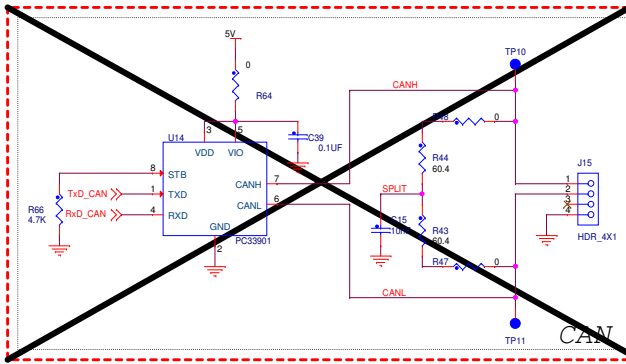 5V
0
R64
TP10
CANH
U14
3
5
C39
0.1UF
R48
0
VDD
VIO
8
STB
R44
60.4
J15
CANH
7
1
TxD_CAN
1
TXD
SPLIT
2
R66
4.7K
RxD_CAN
4
RXD
CANL
6
3
C15
R43
60.4
4
GND
2
PC33901
HDR_4X1
R47
0
CANL
TP11
CAN